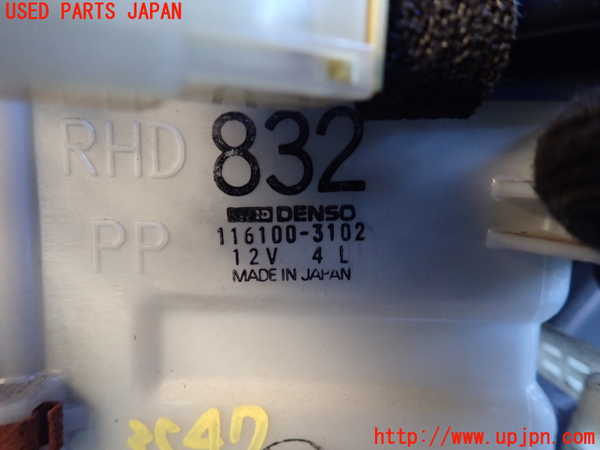 USED PARTS JAPAN
RHD 832
DENSO
PP 116100-3102
12V 4 L
MADE IN JAPAN
http://www.upjpn.com/